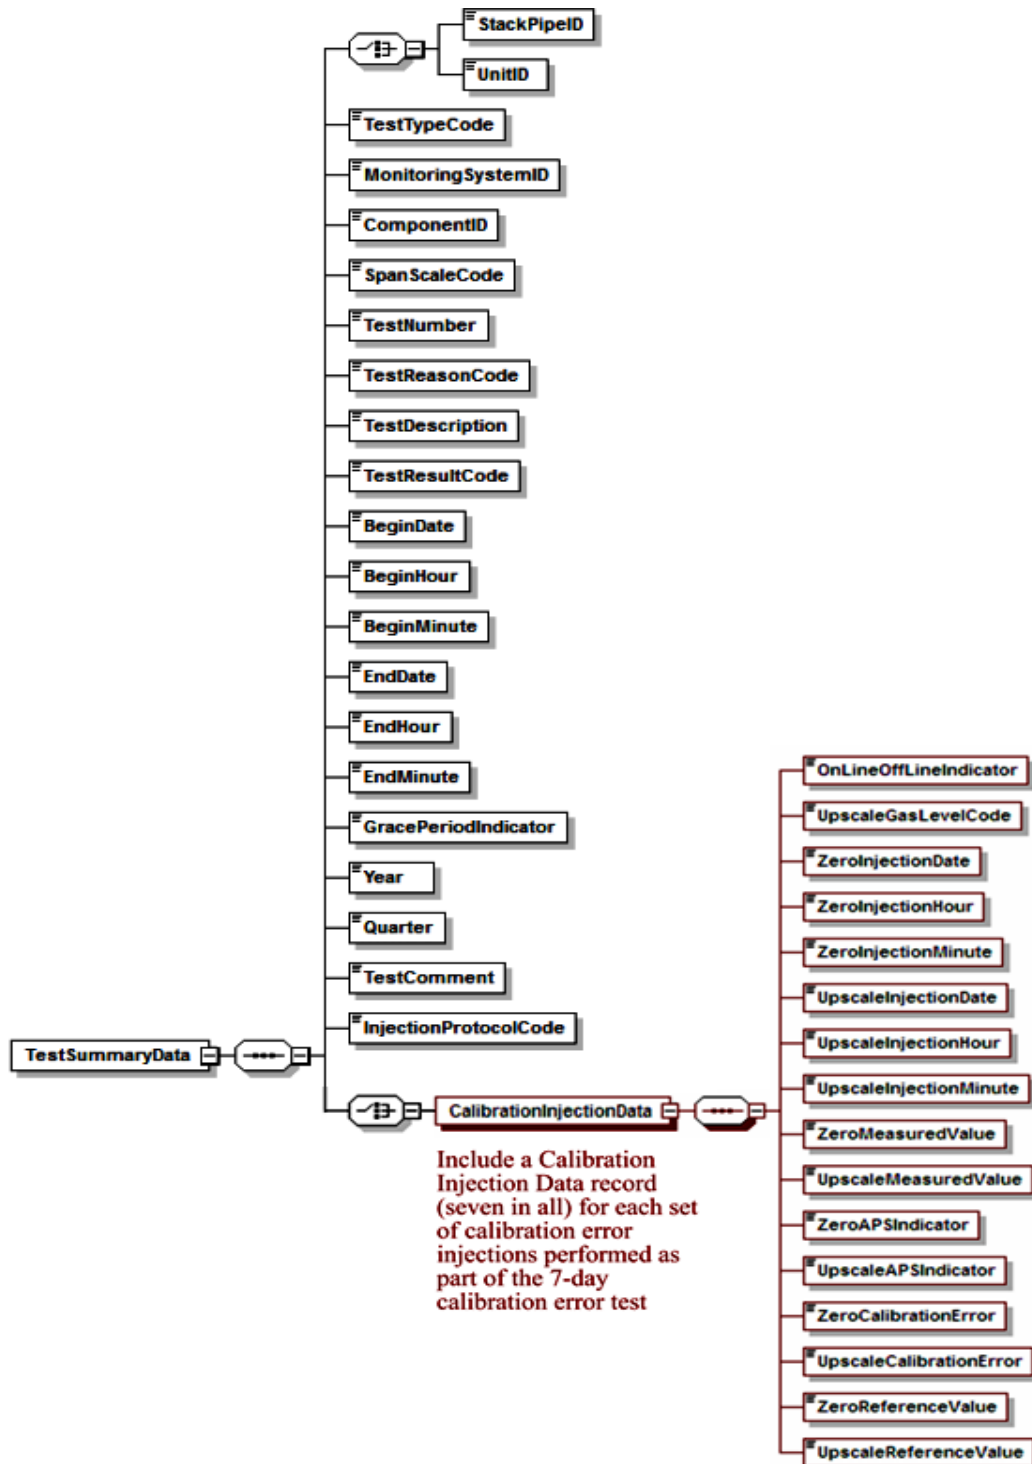 StackPipeID
UnitID
TestTypeCode
MonitoringSystemID
ComponentID
SpanScaleCode
TestNumber
TestReasonCode
TestDescription
TestResultCode
BeginDate
BeginHour
BeginMinute
EndDate
EndHour
EndMinute
GracePeriodIndicator
Year
Quarter
TestComment
InjectionProtocolCode
TestSummaryData
CalibrationInjectionData
Include a Calibration
Injection Data record
(seven in all) for each set
of calibration error
injections performed as
part of the 7-day
calibration error test
OnLineOffLineIndicator
UpscaleGasLevelCode
ZeroInjectionDate
ZeroInjectionHour
ZeroInjectionMinute
UpscaleInjectionDate
UpscaleInjectionHour
UpscaleInjectionMinute
ZeroMeasuredValue
UpscaleMeasuredValue
ZeroAPSIndicator
UpscaleAPSIndicator
ZeroCalibrationError
UpscaleCalibrationError
ZeroReferenceValue
UpscaleReferenceValue